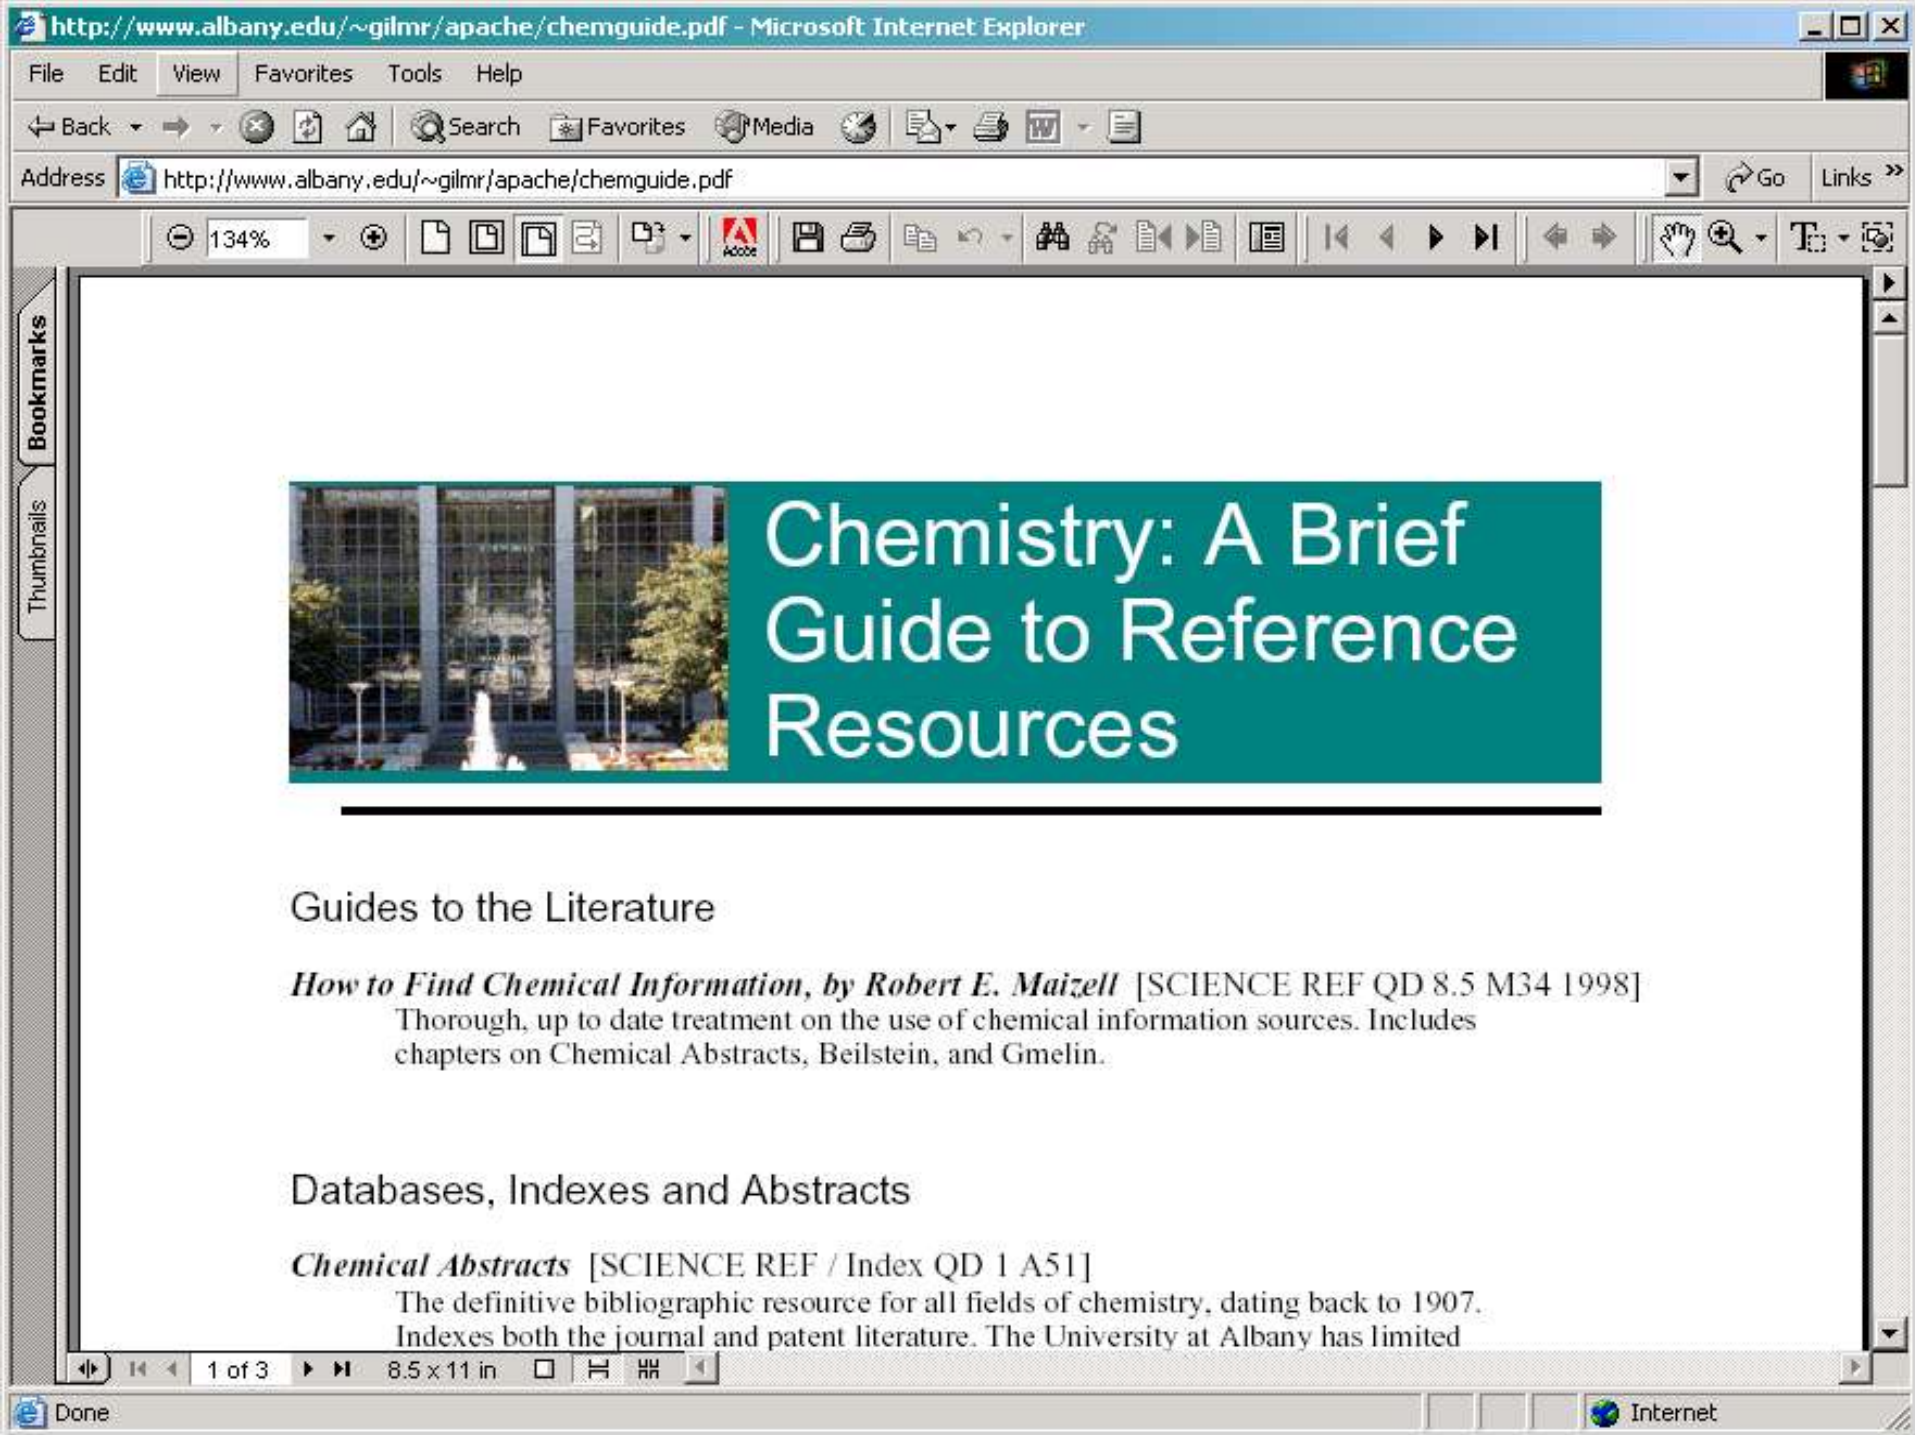 http://www.albany.edu/~gilmr/apache/chemguide.pdf - Microsoft Internet Explorer
File Edit View Favorites Tools Help
Back Search Favorites Media
Address http://www.albany.edu/~gilmr/apache/chemguide.pdf Go Links »
134% Adobe
Bookmarks
Thumbnails
Chemistry: A Brief
Guide to Reference
Resources
Guides to the Literature
How to Find Chemical Information, by Robert E. Maizell [SCIENCE REF QD 8.5 M34 1998]
Thorough, up to date treatment on the use of chemical information sources. Includes
chapters on Chemical Abstracts, Beilstein, and Gmelin.
Databases, Indexes and Abstracts
Chemical Abstracts [SCIENCE REF / Index QD 1 A51]
The definitive bibliographic resource for all fields of chemistry, dating back to 1907.
Indexes both the journal and patent literature. The University at Albany has limited
1 of 3 8.5 x 11 in
Done Internet